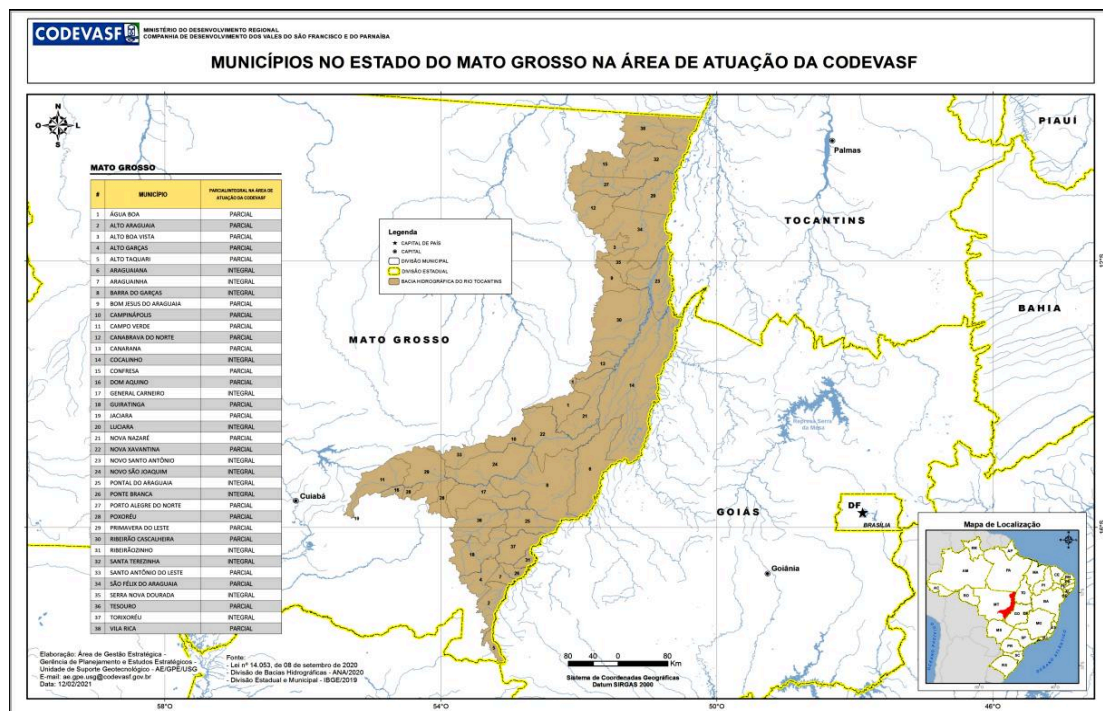 CODEVASF
MINISTÉRIO DO DESENVOLVIMENTO REGIONAL
COMPANHIA DE DESENVOLVIMENTO DOS VALES DO SÃO FRANCISCO E DO PARNAÍBA
MUNICÍPIOS NO ESTADO DO MATO GROSSO NA ÁREA DE ATUAÇÃO DA CODEVASF
N
O L
S
MATO GROSSO
# MUNICÍPIO PARCIAL/INTEGRAL NA ÁREA DE ATUAÇÃO DA CODEVASF
1 ÁGUA BOA PARCIAL
2 ALTO ARAGUAIA PARCIAL
3 ALTO BOA VISTA PARCIAL
4 ALTO GARÇAS PARCIAL
5 ALTO TAQUARI PARCIAL
6 ARAGUAIANA INTEGRAL
7 ARAGUAINHA INTEGRAL
8 BARRA DO GARÇAS INTEGRAL
9 BOM JESUS DO ARAGUAIA PARCIAL
10 CAMPINÁPOLIS PARCIAL
11 CAMPO VERDE PARCIAL
12 CANABRAVA DO NORTE PARCIAL
13 CANARANA PARCIAL
14 COCALINHO INTEGRAL
15 CONFRESA PARCIAL
16 DOM AQUINO PARCIAL
17 GENERAL CARNEIRO INTEGRAL
18 GUIRATINGA PARCIAL
19 JACIARA PARCIAL
20 LUCIARA INTEGRAL
21 NOVA NAZARÉ PARCIAL
22 NOVA XAVANTINA PARCIAL
23 NOVO SANTO ANTÔNIO INTEGRAL
24 NOVO SÃO JOAQUIM INTEGRAL
25 PONTAL DO ARAGUAIA INTEGRAL
26 PONTE BRANCA INTEGRAL
27 PORTO ALEGRE DO NORTE PARCIAL
28 POXORÉU PARCIAL
29 PRIMAVERA DO LESTE PARCIAL
30 RIBEIRÃO CASCALHEIRA PARCIAL
31 RIBEIRÃOZINHO INTEGRAL
32 SANTA TEREZINHA INTEGRAL
33 SANTO ANTÔNIO DO LESTE PARCIAL
34 SÃO FÉLIX DO ARAGUAIA PARCIAL
35 SERRA NOVA DOURADA INTEGRAL
36 TESOURO PARCIAL
37 TORIXORÉU INTEGRAL
38 VILA RICA PARCIAL
Legenda
CAPITAL DE PAÍS
CAPITAL
DIVISÃO MUNICIPAL
DIVISÃO ESTADUAL
BACIA HIDROGRÁFICA DO RIO TOCANTINS
PIAUÍ
Palmas
TOCANTINS
BAHIA
MATO GROSSO
Represa Serra da Mesa
Cuiabá
GOIÁS
DF
BRASÍLIA
Goiânia
Mapa de Localização
80 40 0 80
Km
Sistema de Coordenadas Geográficas
Datum SIRGAS 2000
Elaboração: Área de Gestão Estratégica -
Gerência de Planejamento e Estudos Estratégicos -
Unidade de Suporte Geotecnológico - AE/GPE/USG
E-mail: ae.gpe.usg@codevasf.gov.br
Data: 12/02/2021
Fonte:
- Lei nº 14.053, de 08 de setembro de 2020
- Divisão de Bacias Hidrográficas - ANA/2020
- Divisão Estadual e Municipal - IBGE/2019
58°O 54°O 50°O 46°O